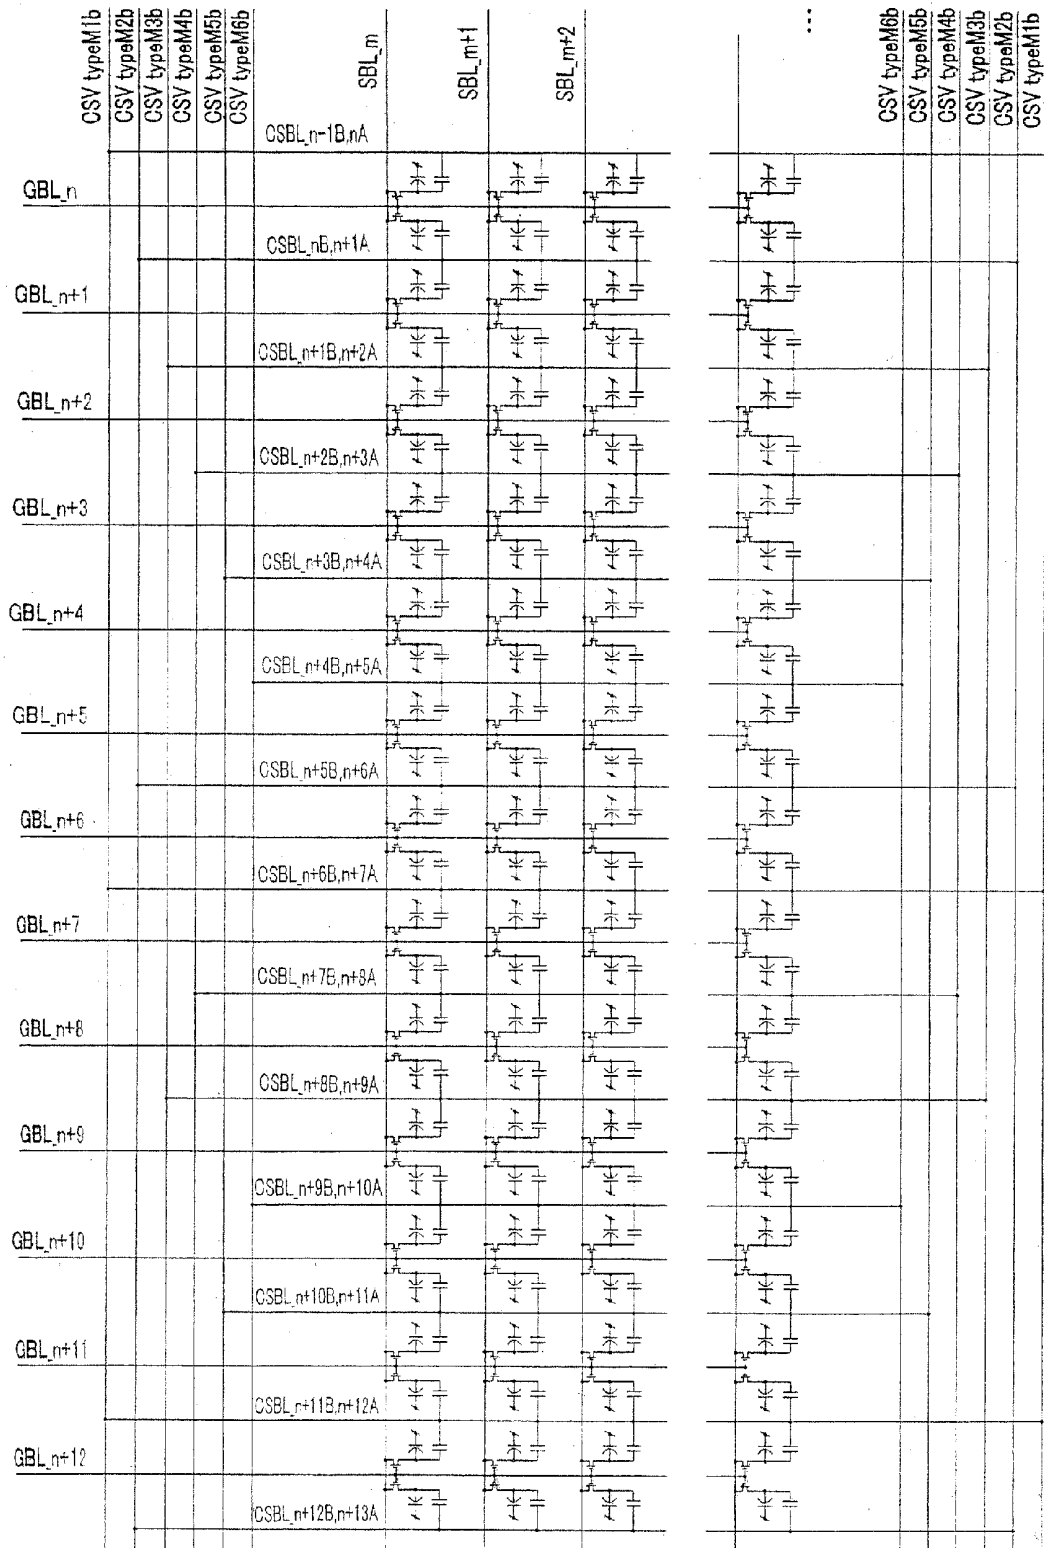 CSV typeM1b
CSV typeM2b
CSV typeM3b
CSV typeM4b
CSV typeM5b
CSV typeM6b
SBL_m
SBL_m+1
SBL_m+2
...
CSV typeM6b
CSV typeM5b
CSV typeM4b
CSV typeM3b
CSV typeM2b
CSV typeM1b
CSBL_n-1B,nA
GBL_n
CSBL_nB,n+1A
GBL_n+1
CSBL_n+1B,n+2A
GBL_n+2
CSBL_n+2B,n+3A
GBL_n+3
CSBL_n+3B,n+4A
GBL_n+4
CSBL_n+4B,n+5A
GBL_n+5
CSBL_n+5B,n+6A
GBL_n+6
CSBL_n+6B,n+7A
GBL_n+7
CSBL_n+7B,n+8A
GBL_n+8
CSBL_n+8B,n+9A
GBL_n+9
CSBL_n+9B,n+10A
GBL_n+10
CSBL_n+10B,n+11A
GBL_n+11
CSBL_n+11B,n+12A
GBL_n+12
CSBL_n+12B,n+13A